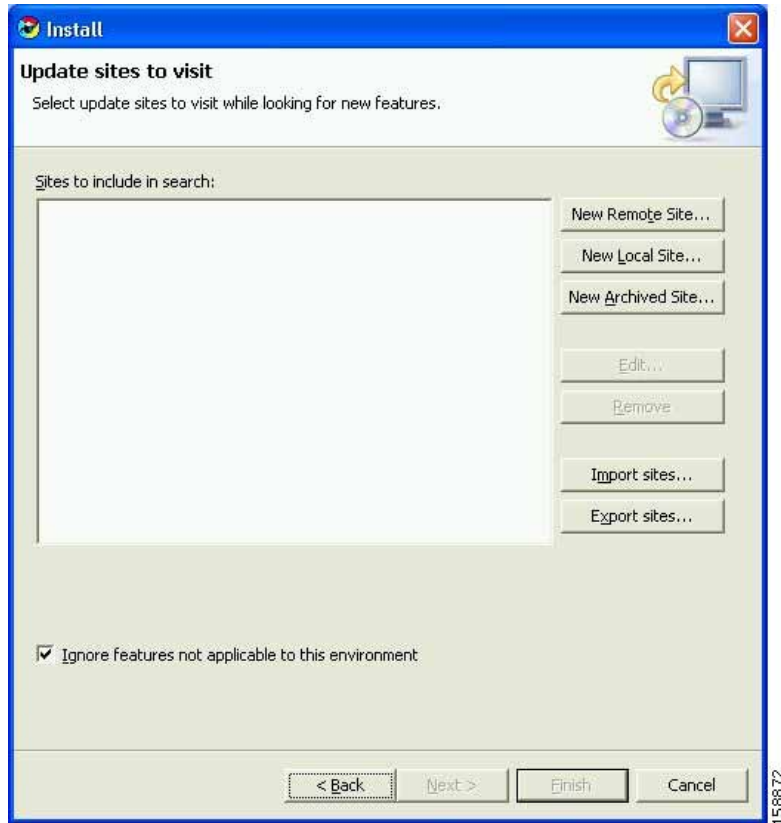 Install
Update sites to visit
Select update sites to visit while looking for new features.
Sites to include in search:
New Remote Site...
New Local Site...
New Archived Site...
Edit...
Remove
Import sites...
Export sites...
Ignore features not applicable to this environment
< Back
Next >
Finish
Cancel
158872